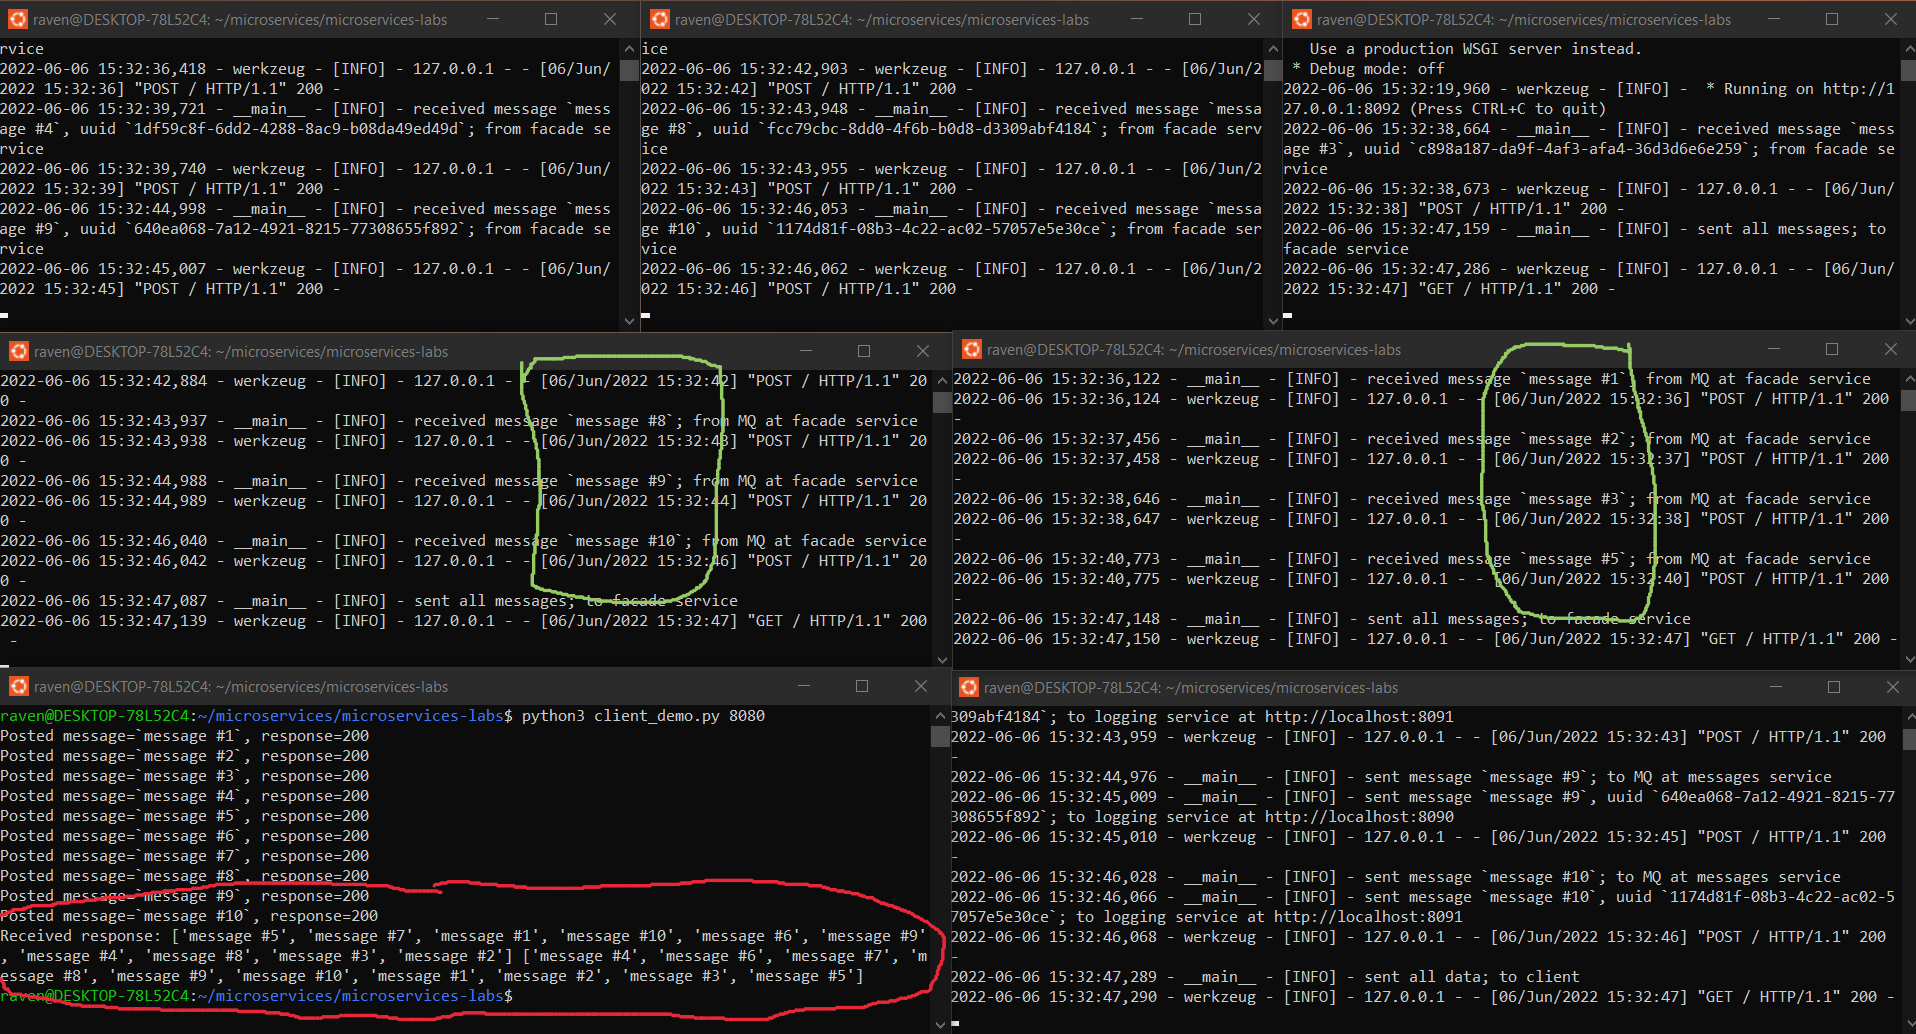 raven@DESKTOP-78L52C4: ~/microservices/microservices-labs
rvice
2022-06-06 15:32:36,418 - werkzeug - [INFO] - 127.0.0.1 - - [06/Jun/
2022 15:32:36] "POST / HTTP/1.1" 200 -
2022-06-06 15:32:39,721 - __main__ - [INFO] - received message `mess
age #4`, uuid `1df59c8f-6dd2-4288-8ac9-b08da49ed49d`; from facade se
rvice
2022-06-06 15:32:39,740 - werkzeug - [INFO] - 127.0.0.1 - - [06/Jun/
2022 15:32:39] "POST / HTTP/1.1" 200 -
2022-06-06 15:32:44,998 - __main__ - [INFO] - received message `mess
age #9`, uuid `640ea068-7a12-4921-8215-77308655f892`; from facade se
rvice
2022-06-06 15:32:45,007 - werkzeug - [INFO] - 127.0.0.1 - - [06/Jun/
2022 15:32:45] "POST / HTTP/1.1" 200 -
raven@DESKTOP-78L52C4: ~/microservices/microservices-labs
ice
2022-06-06 15:32:42,903 - werkzeug - [INFO] - 127.0.0.1 - - [06/Jun/2
022 15:32:42] "POST / HTTP/1.1" 200 -
2022-06-06 15:32:43,948 - __main__ - [INFO] - received message `messa
ge #8`, uuid `fcc79cbc-8dd0-4f6b-b0d8-d3309abf4184`; from facade serv
ice
2022-06-06 15:32:43,955 - werkzeug - [INFO] - 127.0.0.1 - - [06/Jun/2
022 15:32:43] "POST / HTTP/1.1" 200 -
2022-06-06 15:32:46,053 - __main__ - [INFO] - received message `messa
ge #10`, uuid `1174d81f-08b3-4c22-ac02-57057e5e30ce`; from facade ser
vice
2022-06-06 15:32:46,062 - werkzeug - [INFO] - 127.0.0.1 - - [06/Jun/2
022 15:32:46] "POST / HTTP/1.1" 200 -
raven@DESKTOP-78L52C4: ~/microservices/microservices-labs
Use a production WSGI server instead.
* Debug mode: off
2022-06-06 15:32:19,960 - werkzeug - [INFO] -  * Running on http://1
27.0.0.1:8092 (Press CTRL+C to quit)
2022-06-06 15:32:38,664 - __main__ - [INFO] - received message `mess
age #3`, uuid `c898a187-da9f-4af3-afa4-36d3d6e6e259`; from facade se
rvice
2022-06-06 15:32:38,673 - werkzeug - [INFO] - 127.0.0.1 - - [06/Jun/
2022 15:32:38] "POST / HTTP/1.1" 200 -
2022-06-06 15:32:47,159 - __main__ - [INFO] - sent all messages; to
facade service
2022-06-06 15:32:47,286 - werkzeug - [INFO] - 127.0.0.1 - - [06/Jun/
2022 15:32:47] "GET / HTTP/1.1" 200 -
raven@DESKTOP-78L52C4: ~/microservices/microservices-labs
2022-06-06 15:32:42,884 - werkzeug - [INFO] - 127.0.0.1 - - [06/Jun/2022 15:32:42] "POST / HTTP/1.1" 20
0 -
2022-06-06 15:32:43,937 - __main__ - [INFO] - received message `message #8`; from MQ at facade service
2022-06-06 15:32:43,938 - werkzeug - [INFO] - 127.0.0.1 - - [06/Jun/2022 15:32:43] "POST / HTTP/1.1" 20
0 -
2022-06-06 15:32:44,988 - __main__ - [INFO] - received message `message #9`; from MQ at facade service
2022-06-06 15:32:44,989 - werkzeug - [INFO] - 127.0.0.1 - - [06/Jun/2022 15:32:44] "POST / HTTP/1.1" 20
0 -
2022-06-06 15:32:46,040 - __main__ - [INFO] - received message `message #10`; from MQ at facade service
2022-06-06 15:32:46,042 - werkzeug - [INFO] - 127.0.0.1 - - [06/Jun/2022 15:32:46] "POST / HTTP/1.1" 20
0 -
2022-06-06 15:32:47,087 - __main__ - [INFO] - sent all messages; to facade service
2022-06-06 15:32:47,139 - werkzeug - [INFO] - 127.0.0.1 - - [06/Jun/2022 15:32:47] "GET / HTTP/1.1" 200
-
raven@DESKTOP-78L52C4: ~/microservices/microservices-labs
2022-06-06 15:32:36,122 - __main__ - [INFO] - received message `message #1`; from MQ at facade service
2022-06-06 15:32:36,124 - werkzeug - [INFO] - 127.0.0.1 - - [06/Jun/2022 15:32:36] "POST / HTTP/1.1" 200
-
2022-06-06 15:32:37,456 - __main__ - [INFO] - received message `message #2`; from MQ at facade service
2022-06-06 15:32:37,458 - werkzeug - [INFO] - 127.0.0.1 - - [06/Jun/2022 15:32:37] "POST / HTTP/1.1" 200
-
2022-06-06 15:32:38,646 - __main__ - [INFO] - received message `message #3`; from MQ at facade service
2022-06-06 15:32:38,647 - werkzeug - [INFO] - 127.0.0.1 - - [06/Jun/2022 15:32:38] "POST / HTTP/1.1" 200
-
2022-06-06 15:32:40,773 - __main__ - [INFO] - received message `message #5`; from MQ at facade service
2022-06-06 15:32:40,775 - werkzeug - [INFO] - 127.0.0.1 - - [06/Jun/2022 15:32:40] "POST / HTTP/1.1" 200
-
2022-06-06 15:32:47,148 - __main__ - [INFO] - sent all messages; to facade service
2022-06-06 15:32:47,150 - werkzeug - [INFO] - 127.0.0.1 - - [06/Jun/2022 15:32:47] "GET / HTTP/1.1" 200 -
raven@DESKTOP-78L52C4: ~/microservices/microservices-labs
raven@DESKTOP-78L52C4:~/microservices/microservices-labs$ python3 client_demo.py 8080
Posted message=`message #1`, response=200
Posted message=`message #2`, response=200
Posted message=`message #3`, response=200
Posted message=`message #4`, response=200
Posted message=`message #5`, response=200
Posted message=`message #6`, response=200
Posted message=`message #7`, response=200
Posted message=`message #8`, response=200
Posted message=`message #9`, response=200
Posted message=`message #10`, response=200
Received response: ['message #5', 'message #7', 'message #1', 'message #10', 'message #6', 'message #9'
, 'message #4', 'message #8', 'message #3', 'message #2'] ['message #4', 'message #6', 'message #7', 'm
essage #8', 'message #9', 'message #10', 'message #1', 'message #2', 'message #3', 'message #5']
raven@DESKTOP-78L52C4:~/microservices/microservices-labs$
raven@DESKTOP-78L52C4: ~/microservices/microservices-labs
309abf4184`; to logging service at http://localhost:8091
2022-06-06 15:32:43,959 - werkzeug - [INFO] - 127.0.0.1 - - [06/Jun/2022 15:32:43] "POST / HTTP/1.1" 200
-
2022-06-06 15:32:44,976 - __main__ - [INFO] - sent message `message #9`; to MQ at messages service
2022-06-06 15:32:45,009 - __main__ - [INFO] - sent message `message #9`, uuid `640ea068-7a12-4921-8215-77
308655f892`; to logging service at http://localhost:8090
2022-06-06 15:32:45,010 - werkzeug - [INFO] - 127.0.0.1 - - [06/Jun/2022 15:32:45] "POST / HTTP/1.1" 200
-
2022-06-06 15:32:46,028 - __main__ - [INFO] - sent message `message #10`; to MQ at messages service
2022-06-06 15:32:46,066 - __main__ - [INFO] - sent message `message #10`, uuid `1174d81f-08b3-4c22-ac02-5
7057e5e30ce`; to logging service at http://localhost:8091
2022-06-06 15:32:46,068 - werkzeug - [INFO] - 127.0.0.1 - - [06/Jun/2022 15:32:46] "POST / HTTP/1.1" 200
-
2022-06-06 15:32:47,289 - __main__ - [INFO] - sent all data; to client
2022-06-06 15:32:47,290 - werkzeug - [INFO] - 127.0.0.1 - - [06/Jun/2022 15:32:47] "GET / HTTP/1.1" 200 -